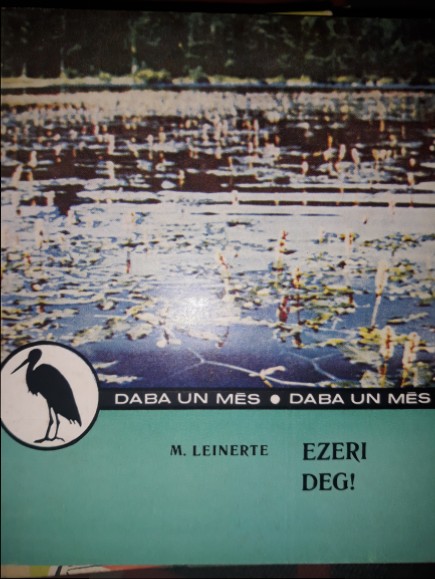 DABA UN MĒS ● DABA UN MĒS
M. LEINERTE
EZERI
DEG!